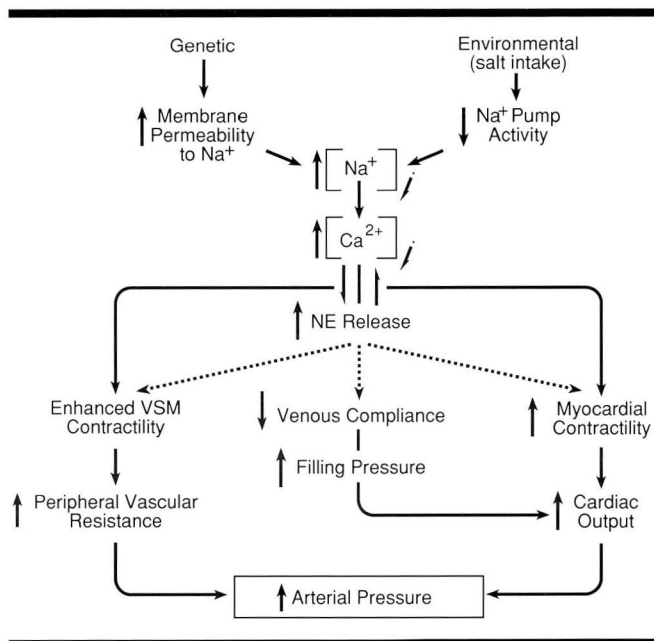 Genetic
Environmental
(salt intake)
↑ Membrane
Permeability
to Na⁺
↓ Na⁺ Pump
Activity
↑ [Na⁺]i
↑ [Ca²⁺]i
↑ NE Release
Enhanced VSM
Contractility
↓ Venous Compliance
↑ Myocardial
Contractility
↑ Filling Pressure
↑ Peripheral Vascular
Resistance
↑ Cardiac
Output
↑ Arterial Pressure